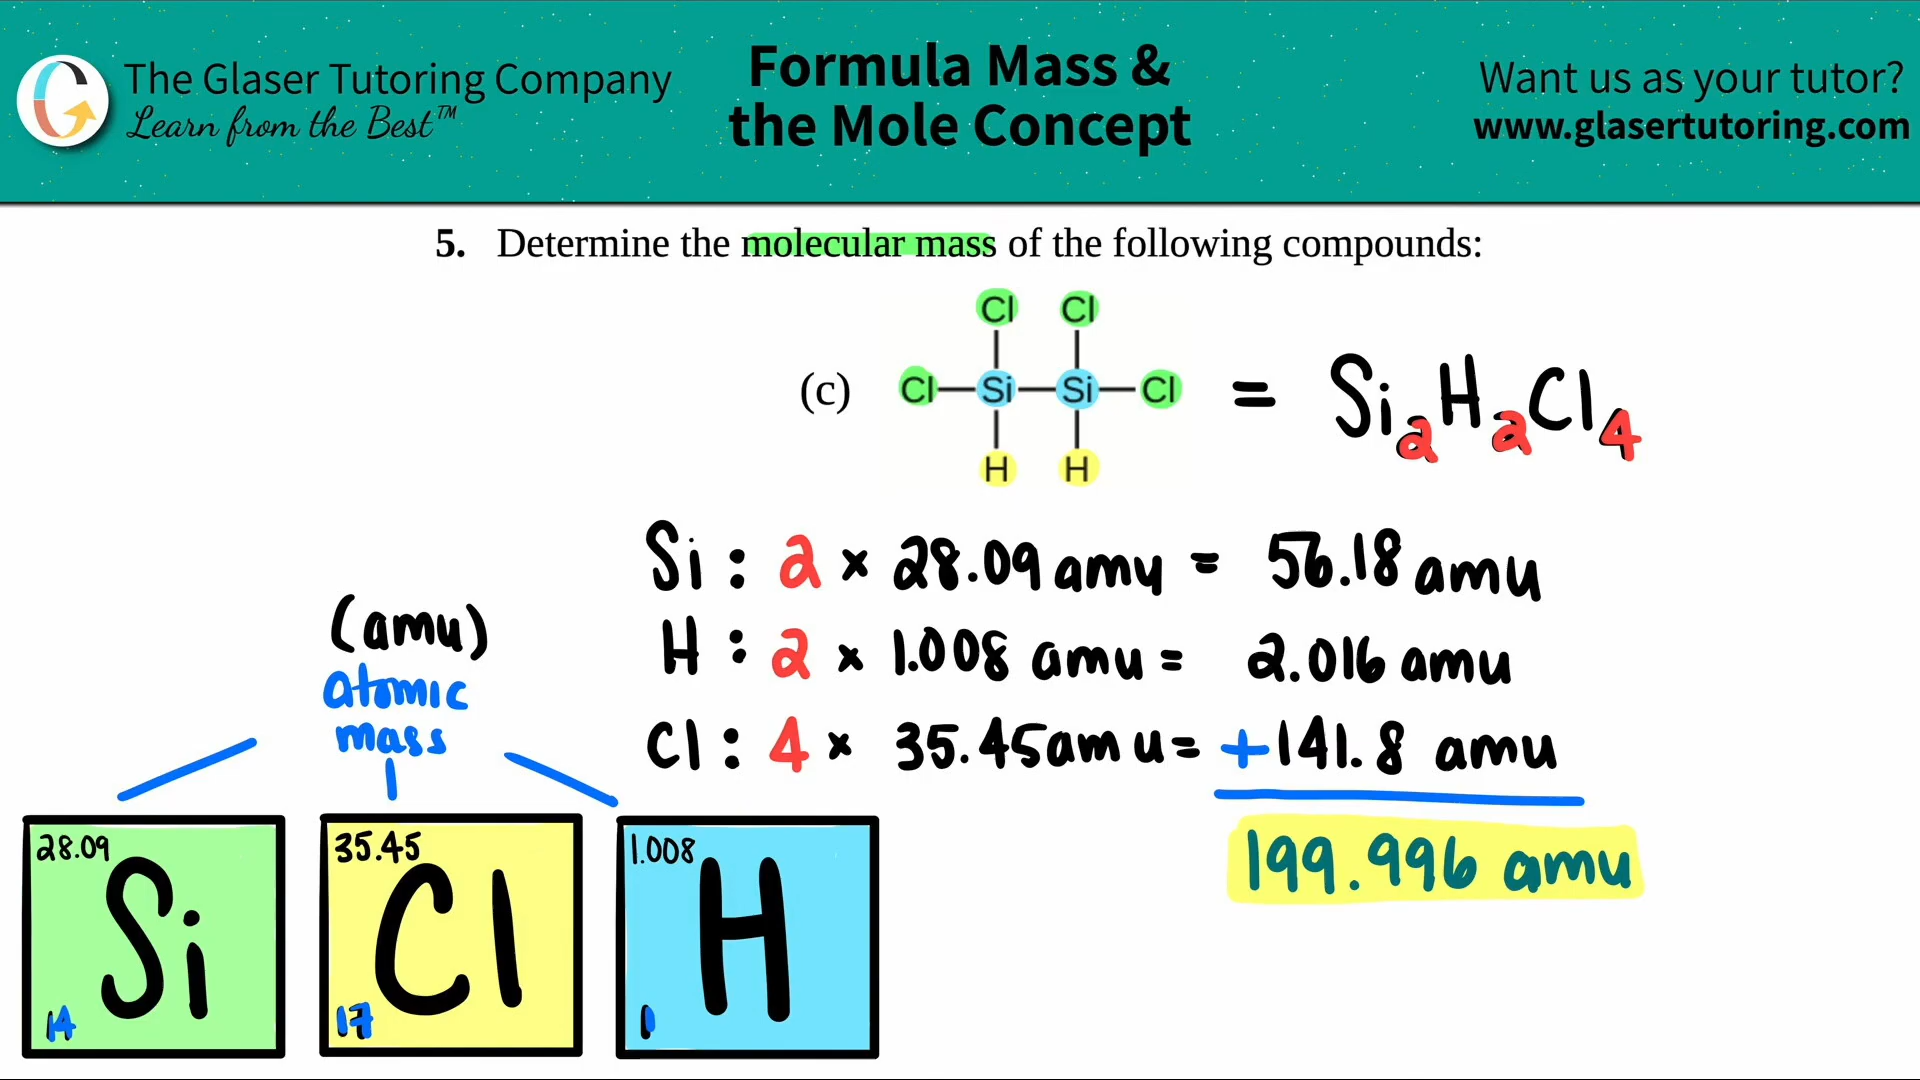 The Glaser Tutoring Company
Learn from the Best™
Formula Mass &
the Mole Concept
Want us as your tutor?
www.glasertutoring.com
5. Determine the molecular mass of the following compounds:
Cl Cl
(c) Cl Si Si Cl = Si2H2Cl4
H H
Si : 2 × 28.09 amu = 56.18 amu
H : 2 × 1.008 amu = 2.016 amu
Cl : 4 × 35.45 amu = +141.8 amu
199.996 amu
(amu)
atomic
mass
28.09
Si
14
35.45
Cl
17
1.008
H
1